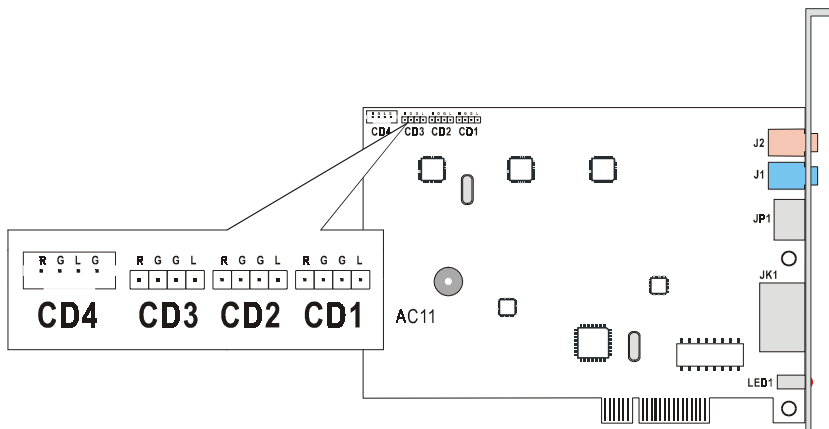 R G L G R G G L R G G L R G G L
CD4 CD3 CD2 CD1
J2
J1
JP1
JK1
R G L G R G G L R G G L R G G L
CD4 CD3 CD2 CD1
AC11
LED1